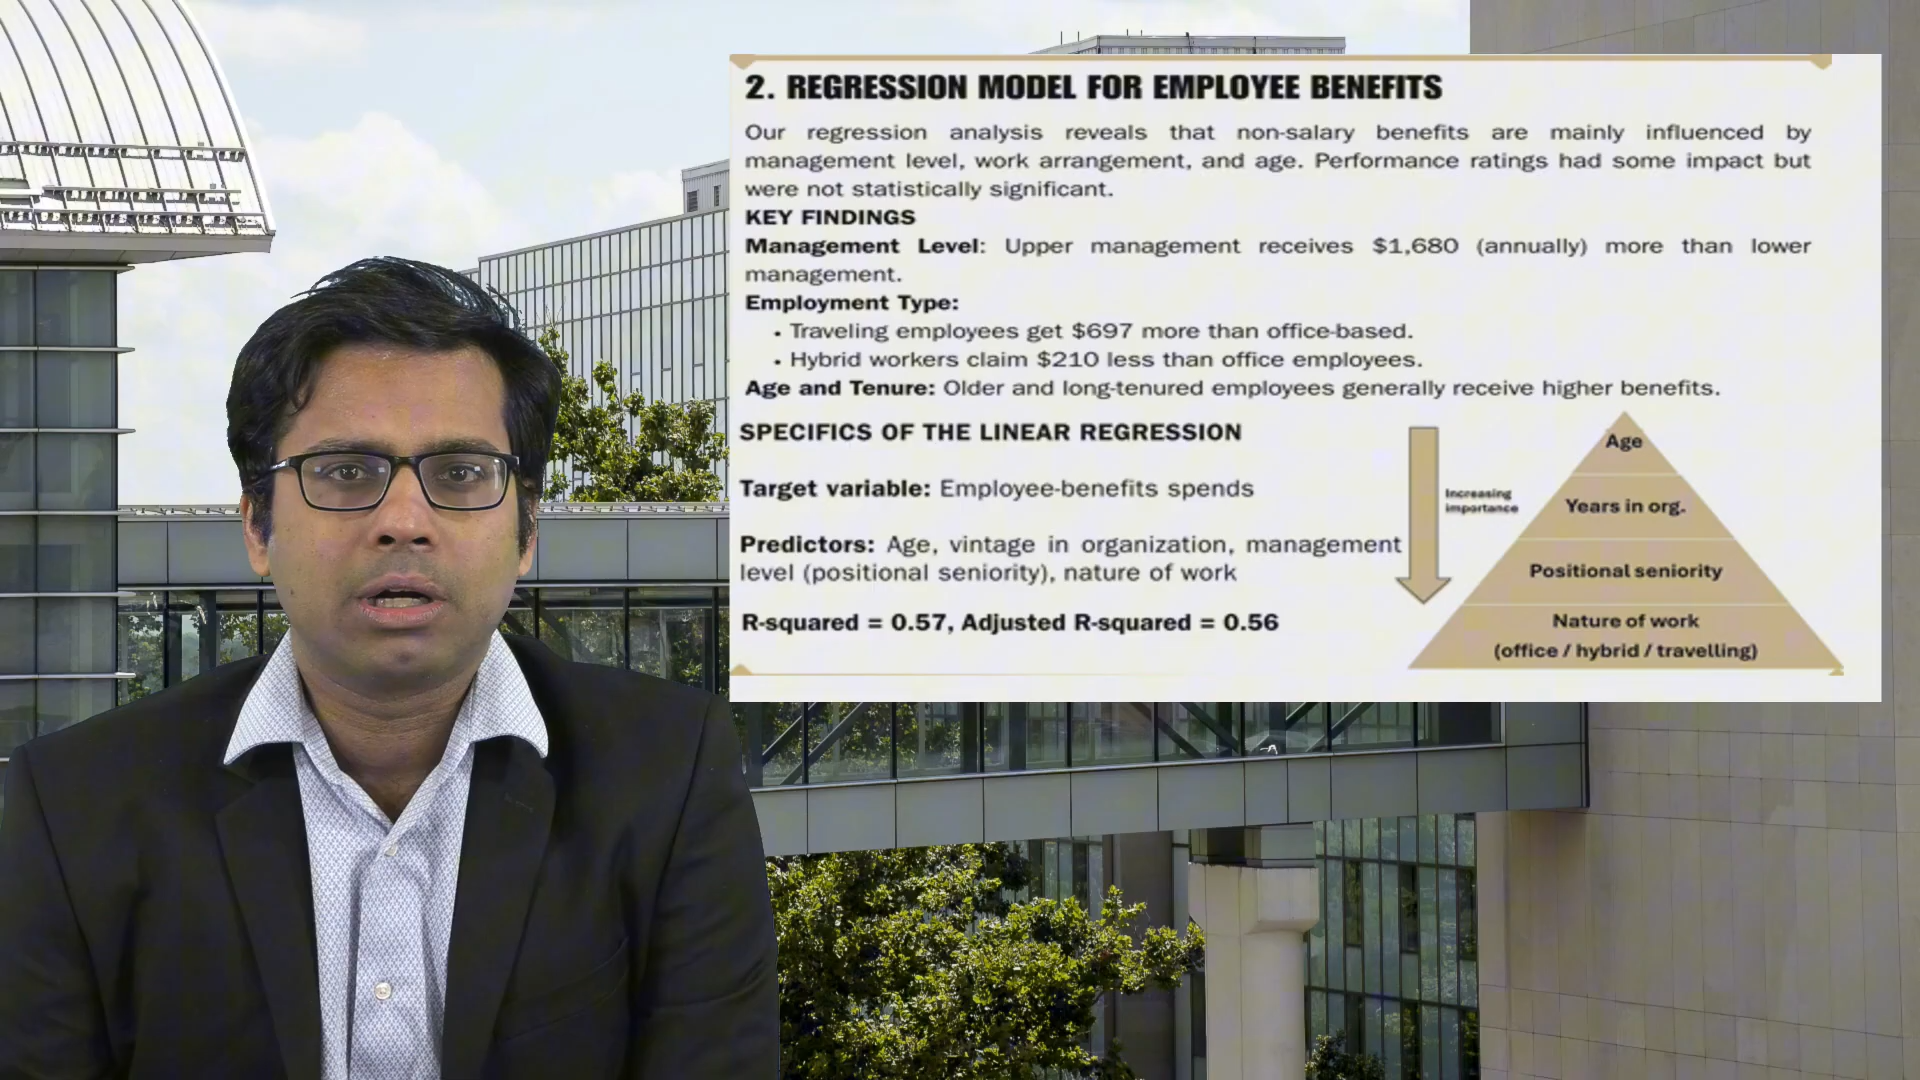 2. REGRESSION MODEL FOR EMPLOYEE BENEFITS
Our regression analysis reveals that non-salary benefits are mainly influenced by
management level, work arrangement, and age. Performance ratings had some impact but
were not statistically significant.
KEY FINDINGS
Management Level: Upper management receives $1,680 (annually) more than lower
management.
Employment Type:
• Traveling employees get $697 more than office-based.
• Hybrid workers claim $210 less than office employees.
Age and Tenure: Older and long-tenured employees generally receive higher benefits.
SPECIFICS OF THE LINEAR REGRESSION
Target variable: Employee-benefits spends
Predictors: Age, vintage in organization, management
level (positional seniority), nature of work
R-squared = 0.57, Adjusted R-squared = 0.56
Increasing
importance
Age
Years in org.
Positional seniority
Nature of work
(office / hybrid / travelling)